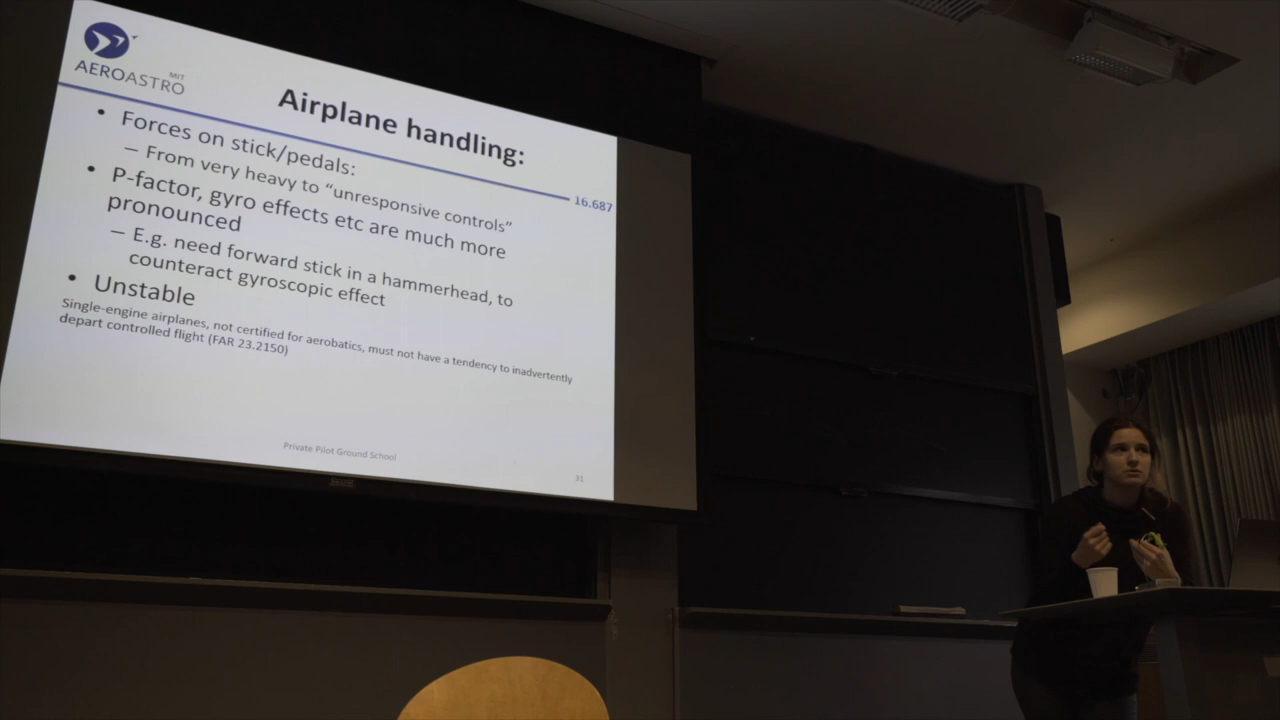 MIT
AEROASTRO
Airplane handling:
16.687
• Forces on stick/pedals:
– From very heavy to “unresponsive controls”
• P-factor, gyro effects etc are much more
pronounced
– E.g. need forward stick in a hammerhead, to
counteract gyroscopic effect
• Unstable
Single-engine airplanes, not certified for aerobatics, must not have a tendency to inadvertently
depart controlled flight (FAR 23.2150)
Private Pilot Ground School
31